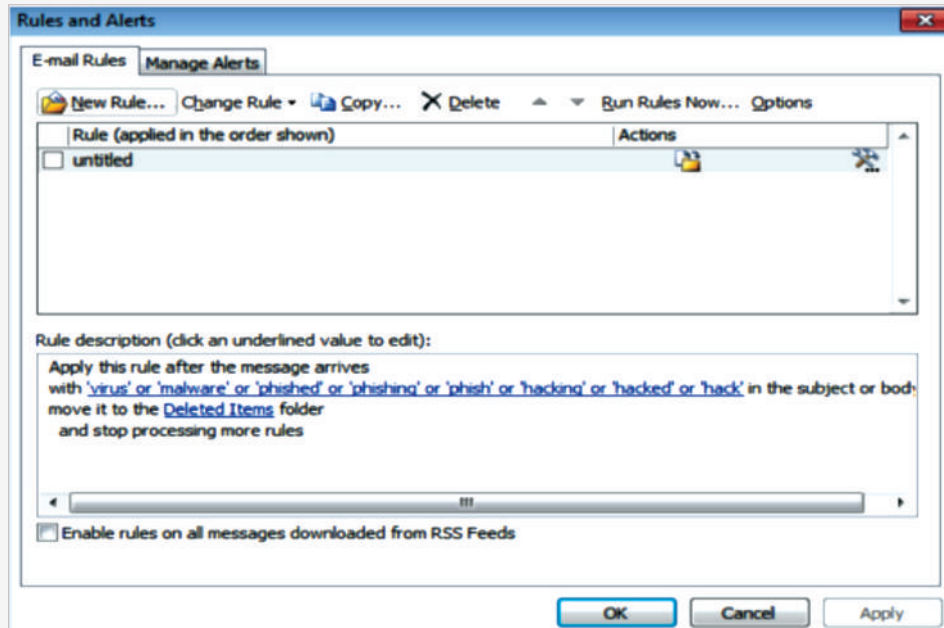 Rules and Alerts
E-mail Rules Manage Alerts
New Rule... Change Rule Copy... Delete Run Rules Now... Options
Rule (applied in the order shown) Actions
untitled
Rule description (click an underlined value to edit):
Apply this rule after the message arrives
with 'virus' or 'malware' or 'phished' or 'phishing' or 'phish' or 'hacking' or 'hacked' or 'hack' in the subject or body
move it to the Deleted Items folder
and stop processing more rules
Enable rules on all messages downloaded from RSS Feeds
OK Cancel Apply